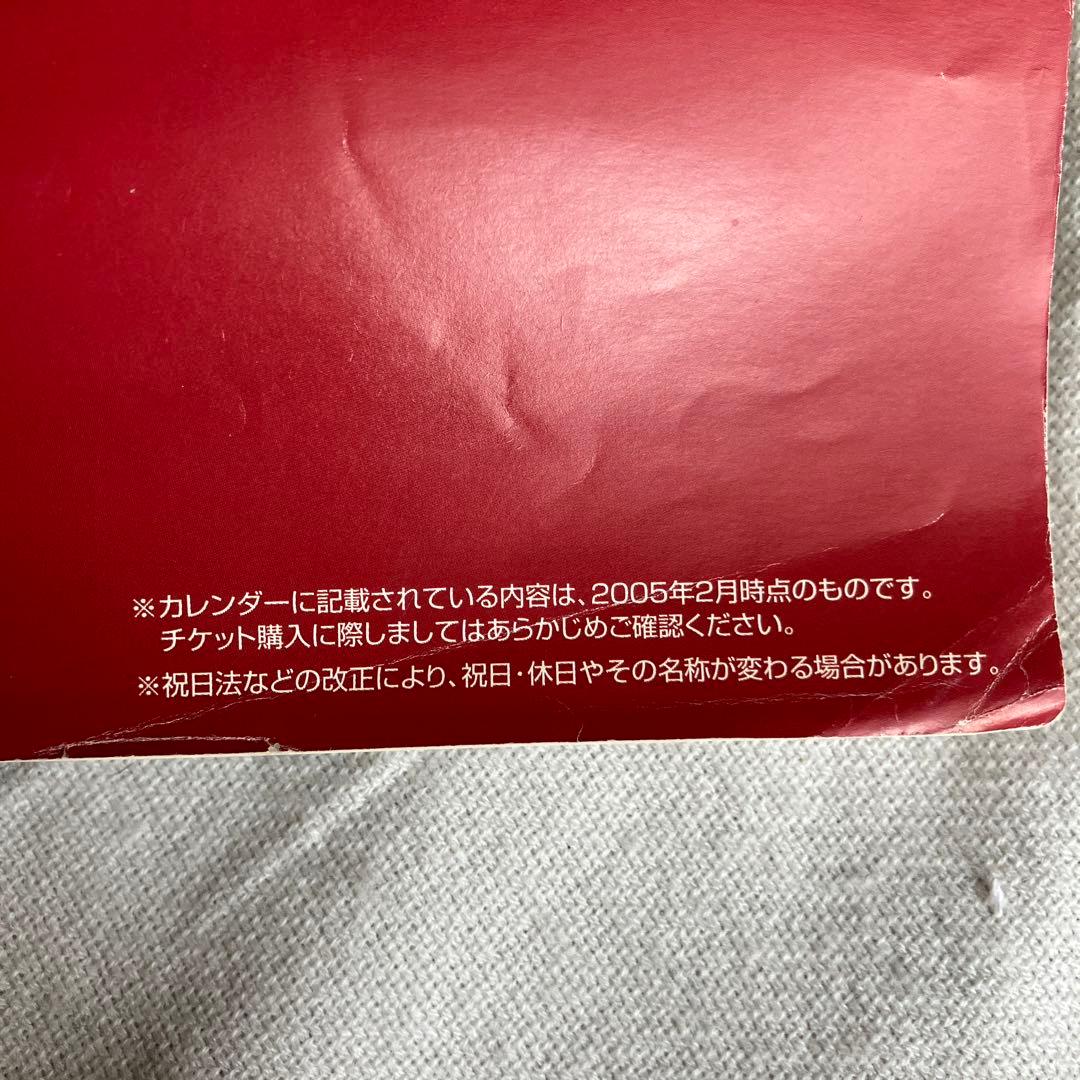 ※カレンダーに記載されている内容は、2005年2月時点のものです。
チケット購入に際しましてはあらかじめご確認ください。
※祝日法などの改正により、祝日・休日やその名称が変わる場合があります。